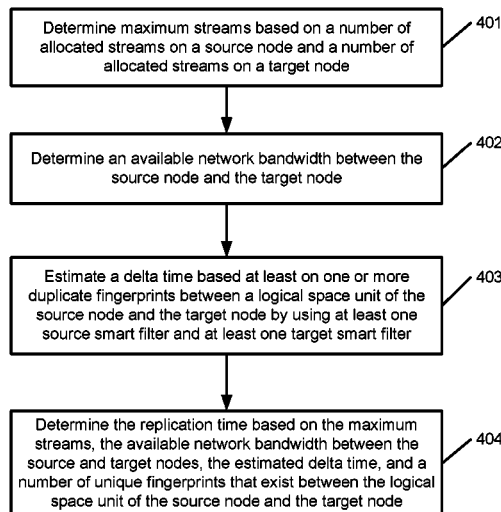 Determine maximum streams based on a number of
allocated streams on a source node and a number of
allocated streams on a target node
401
Determine an available network bandwidth between the
source node and the target node
402
Estimate a delta time based at least on one or more
duplicate fingerprints between a logical space unit of the
source node and the target node by using at least one
source smart filter and at least one target smart filter
403
Determine the replication time based on the maximum
streams, the available network bandwidth between the
source and target nodes, the estimated delta time, and a
number of unique fingerprints that exist between the logical
space unit of the source node and the target node
404